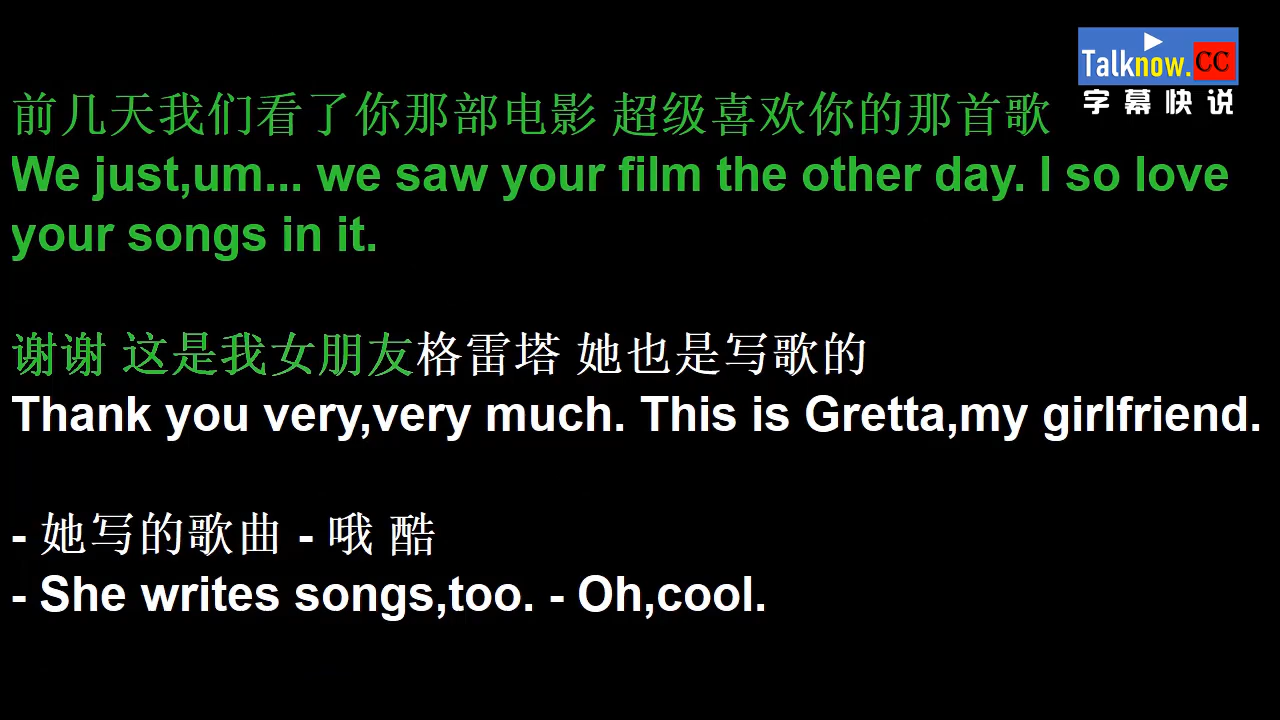 Talknow.CC
字幕快说
前几天我们看了你那部电影 超级喜欢你的那首歌
We just,um... we saw your film the other day. I so love
your songs in it.
谢谢 这是我女朋友格雷塔 她也是写歌的
Thank you very,very much. This is Gretta,my girlfriend.
- 她写的歌曲 - 哦 酷
- She writes songs,too. - Oh,cool.